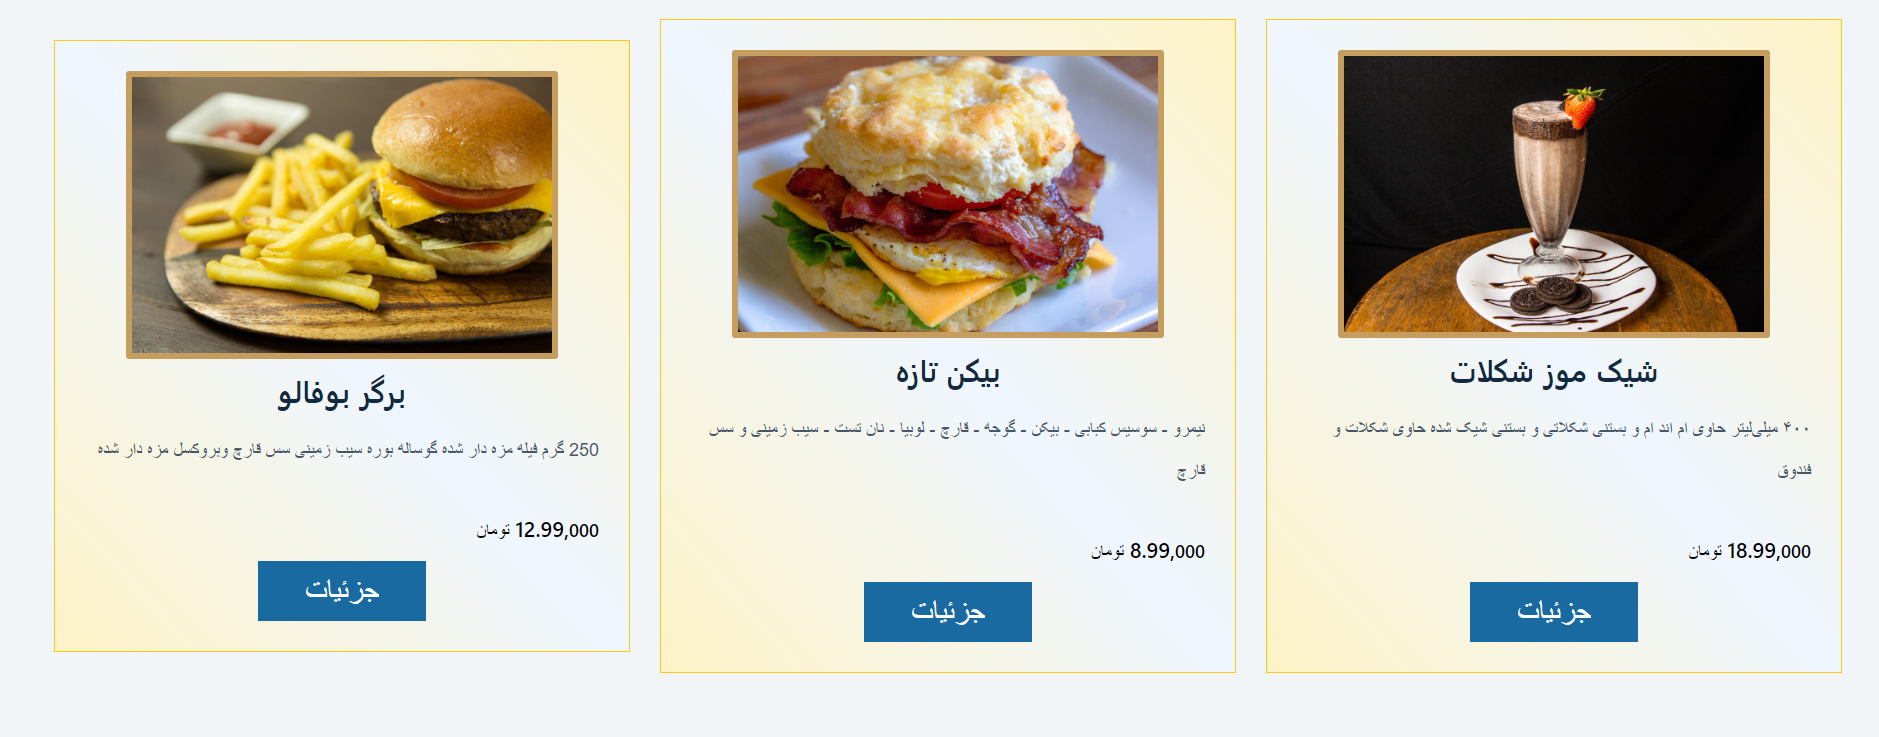 شیک موز شکلات
۴۰۰ میلی‌لیتر حاوی ام اند ام و بستنی شکلاتی و بستنی شیک شده حاوی شکلات و
فندوق
18.99,000 تومان
جزئیات
بیکن تازه
نیمرو - سوسیس کبابی - بیکن - گوجه - قارچ - لوبیا - نان تست - سیب زمینی و سس
قارچ
8.99,000 تومان
جزئیات
برگر بوفالو
250 گرم فیله مزه دار شده گوساله بوره سیب زمینی سس قارچ وبروکسل مزه دار شده
12.99,000 تومان
جزئیات